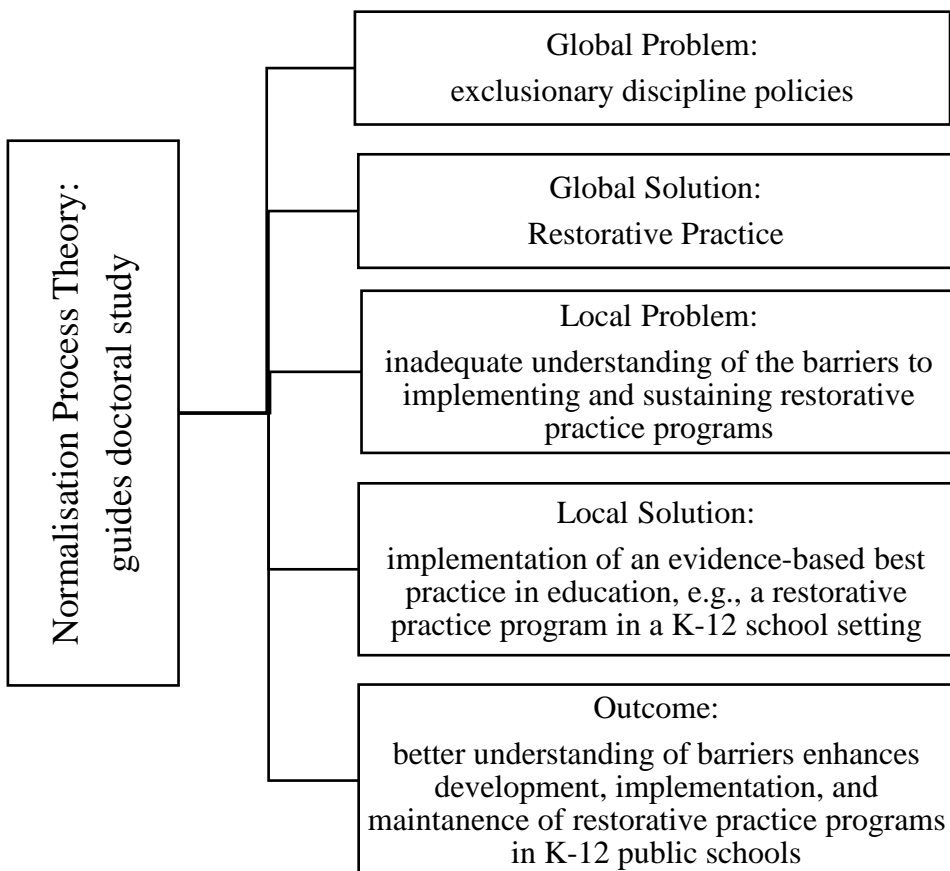 Normalisation Process Theory:
guides doctoral study
Global Problem:
exclusionary discipline policies
Global Solution:
Restorative Practice
Local Problem:
inadequate understanding of the barriers to
implementing and sustaining restorative
practice programs
Local Solution:
implementation of an evidence-based best
practice in education, e.g., a restorative
practice program in a K-12 school setting
Outcome:
better understanding of barriers enhances
development, implementation, and
maintanence of restorative practice programs
in K-12 public schools